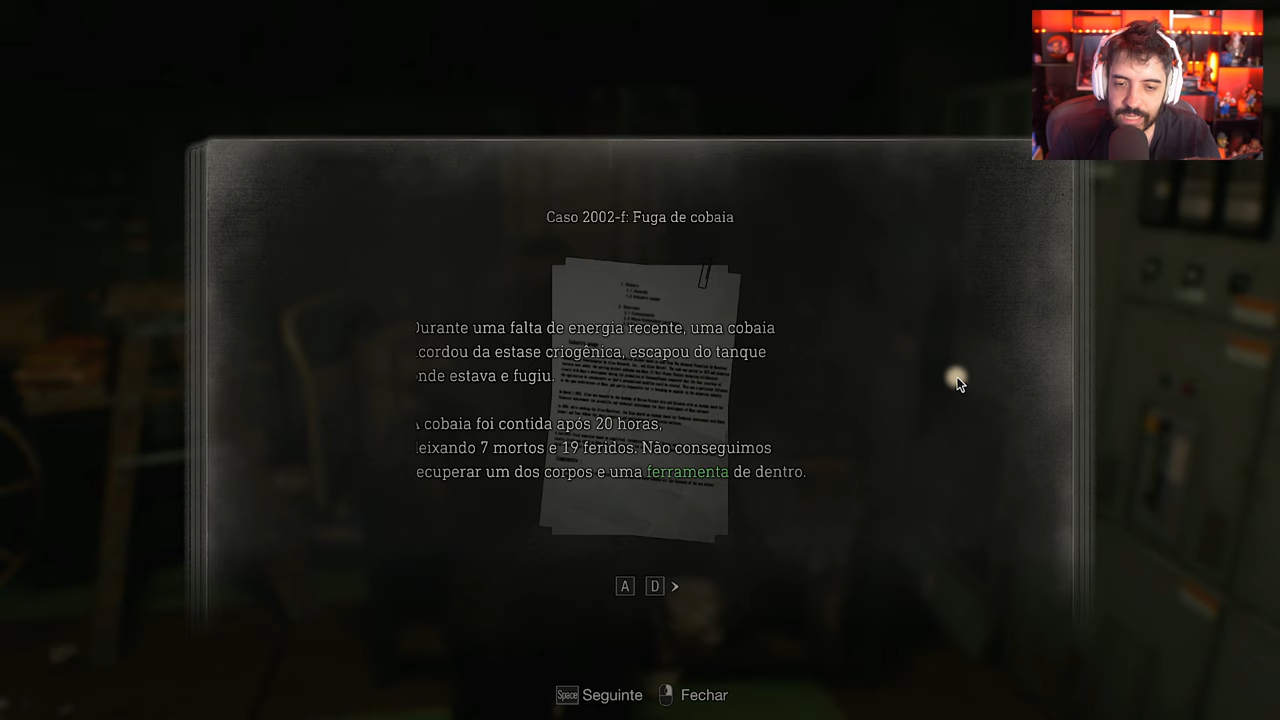 Caso 2002-f: Fuga de cobaia
urante uma falta de energia recente, uma cobaia
cordou da estase criogênica, escapou do tanque
nde estava e fugiu.
cobaia foi contida após 20 horas,
eixando 7 mortos e 19 feridos. Não conseguimos
ecuperar um dos corpos e uma ferramenta de dentro.
A D >
Space Seguinte Fechar